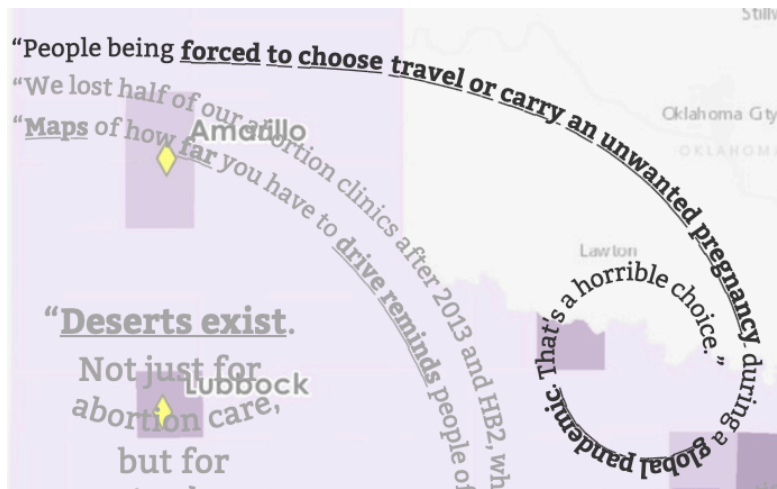 “People being forced to choose travel or carry an unwanted pregnancy during a global pandemic. That's a horrible choice.”
“We lost half of our abortion clinics after 2013 and HB2, wh
“Maps of how far you have to drive reminds people of
“Deserts exist.
Not just for
abortion care,
but for
Amarillo
Lubbock
Oklahoma City
OKLAHOMA
Lawton